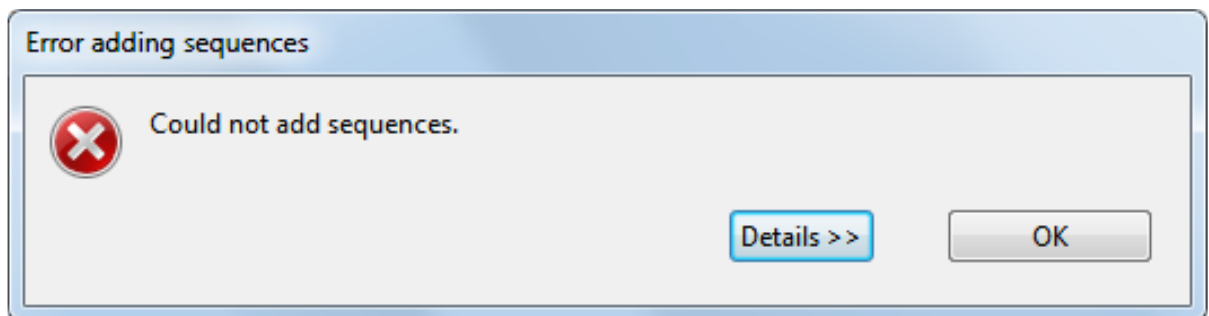 Error adding sequences
Could not add sequences.
Details >>
OK